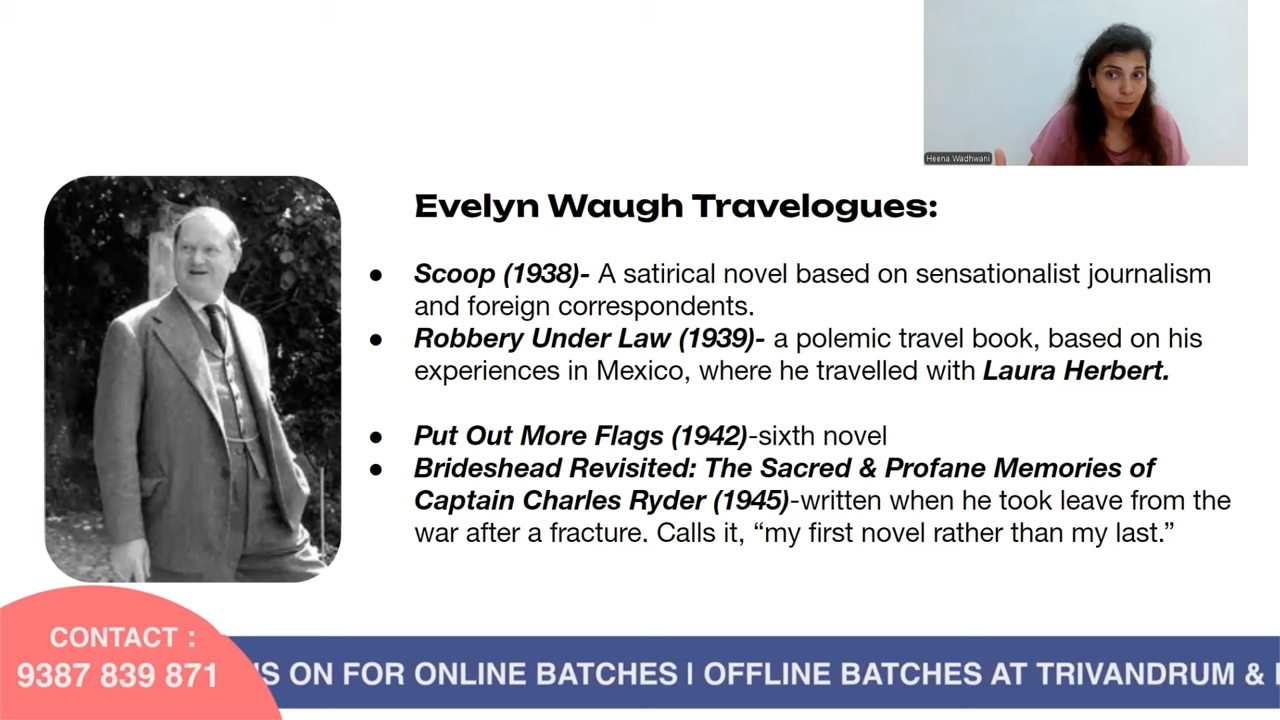 Heena Wadhwani
Evelyn Waugh Travelogues:
● Scoop (1938)- A satirical novel based on sensationalist journalism
and foreign correspondents.
● Robbery Under Law (1939)- a polemic travel book, based on his
experiences in Mexico, where he travelled with Laura Herbert.
● Put Out More Flags (1942)-sixth novel
● Brideshead Revisited: The Sacred & Profane Memories of
Captain Charles Ryder (1945)-written when he took leave from the
war after a fracture. Calls it, “my first novel rather than my last.”
CONTACT :
9387 839 871
S ON FOR ONLINE BATCHES I OFFLINE BATCHES AT TRIVANDRUM &